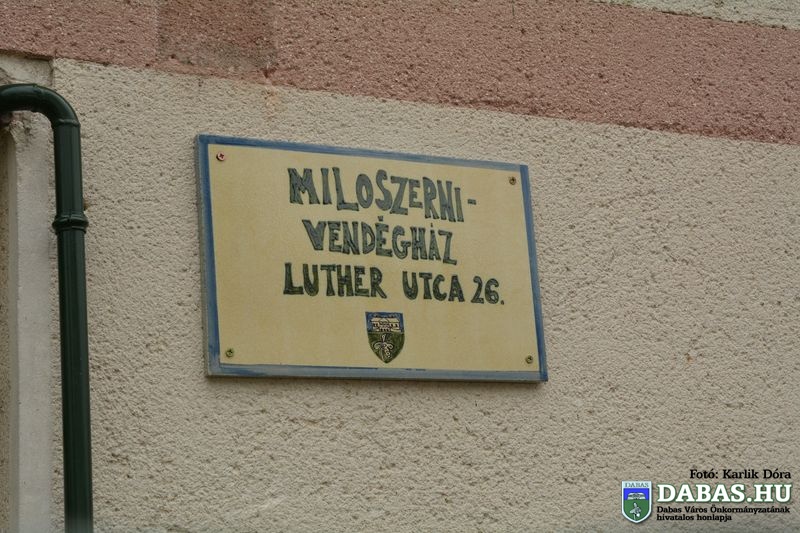 MILOSZERNI-
VENDÉGHÁZ
LUTHER UTCA 26.
Fotó: Karlik Dóra
DABAS
DABAS.HU
Dabas Város Önkormányzatának
hivatalos honlapja